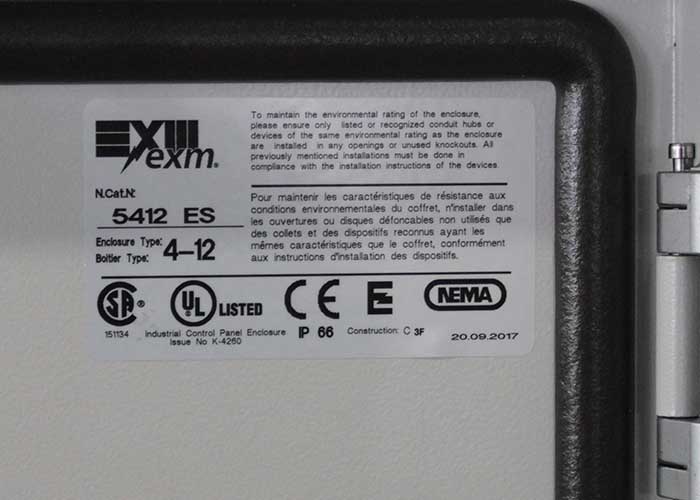 EXM
exm®
To maintain the environmental rating of the enclosure,
please ensure only listed or recognized conduit hubs or
devices of the same environmental rating as the enclosure
are installed in any openings or unused knockouts. All
previously mentioned installations must be done in
compliance with the installation instructions of the devices.
N.Cat.N:
5412 ES
Enclosure Type: 4-12
Boitier Type:
Pour maintenir les caractéristiques de résistance aux
conditions environnementales du coffret, n'installer dans
les ouvertures ou disques défoncables non utilisés que
des collets et des dispositifs reconnus ayant les
mêmes caractéristiques que le coffret, conformément
aux instructions d'installation des dispositifs.
SA ® UL LISTED CE E NEMA
151134 Industrial Control Panel Enclosure IP 66 Construction: C 3F 20.09.2017
Issue No K-4260